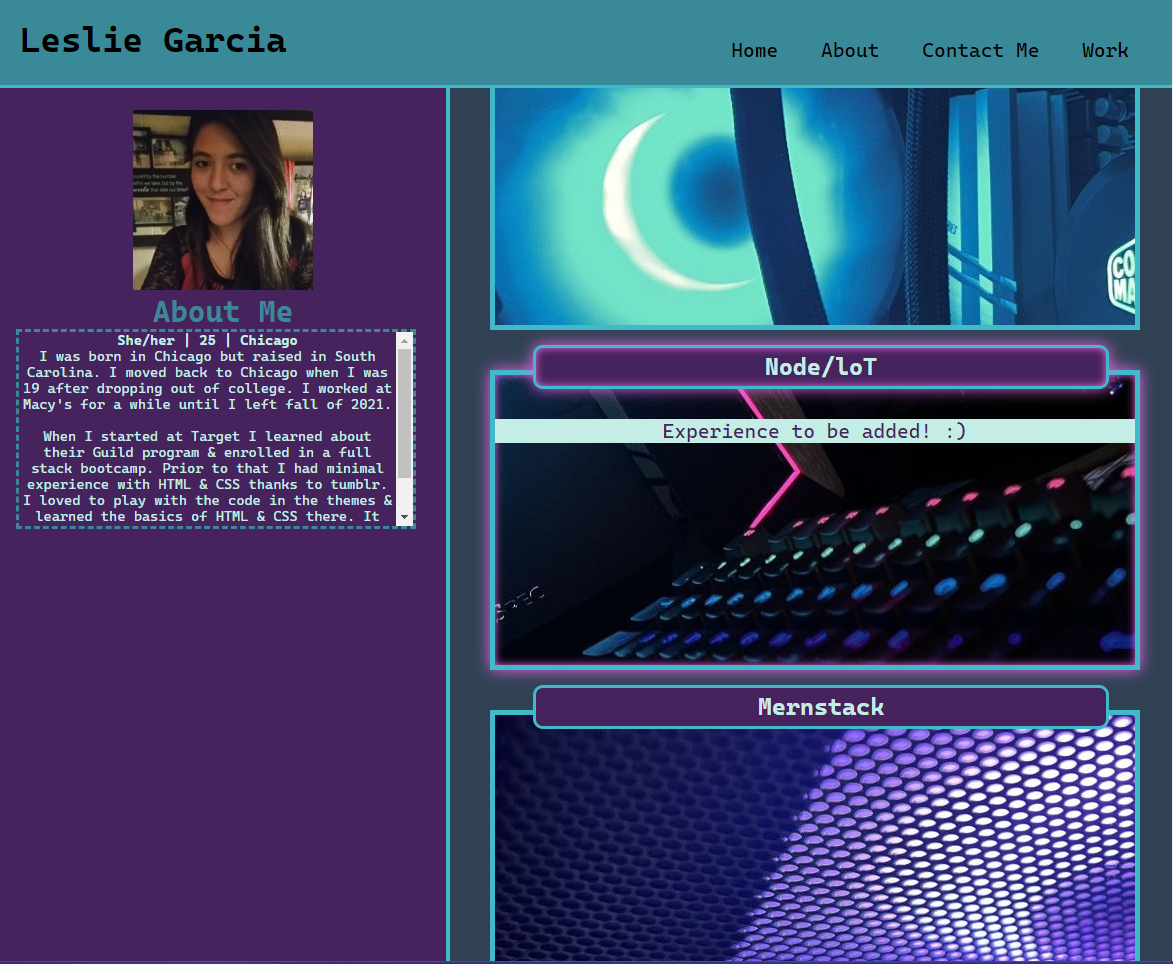 Leslie Garcia
Home About Contact Me Work
About Me
She/her | 25 | Chicago
I was born in Chicago but raised in South
Carolina. I moved back to Chicago when I was
19 after dropping out of college. I worked at
Macy's for a while until I left fall of 2021.
When I started at Target I learned about
their Guild program & enrolled in a full
stack bootcamp. Prior to that I had minimal
experience with HTML & CSS thanks to tumblr.
I loved to play with the code in the themes &
learned the basics of HTML & CSS there. It
CO
MA
Node/loT
Experience to be added! :)
Mernstack